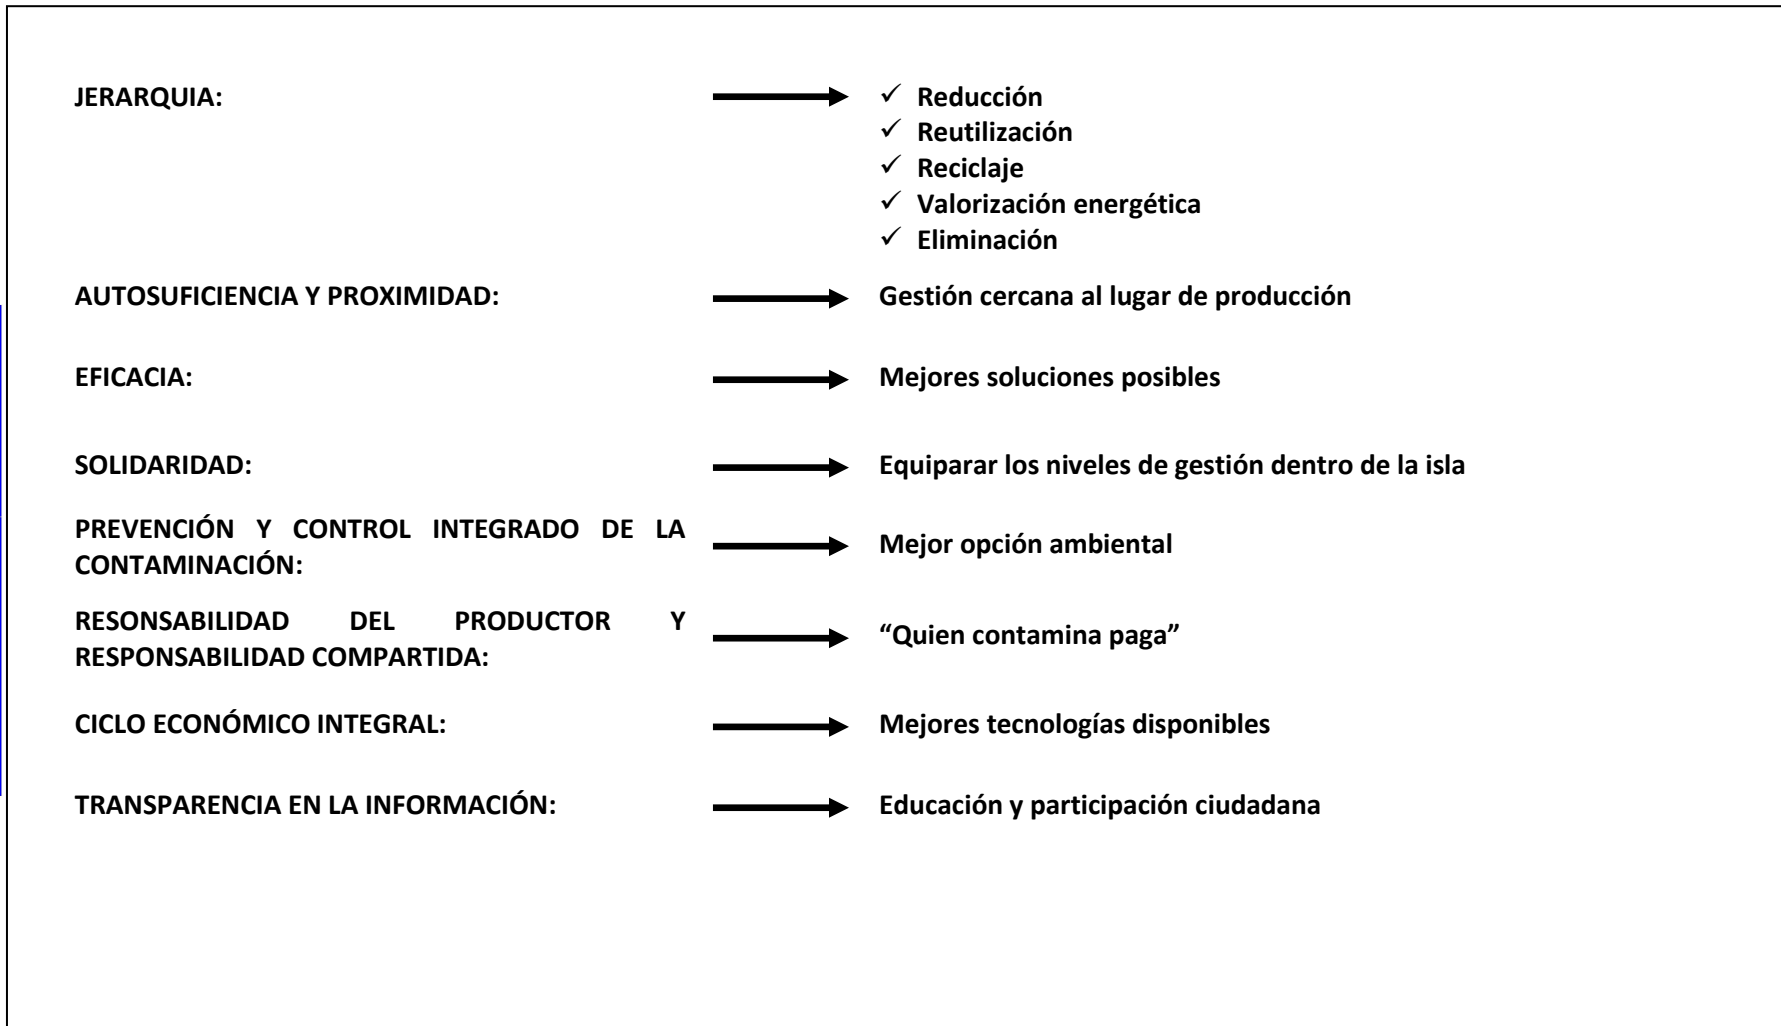 JERARQUIA:
✓ Reducción
✓ Reutilización
✓ Reciclaje
✓ Valorización energética
✓ Eliminación
AUTOSUFICIENCIA Y PROXIMIDAD:
Gestión cercana al lugar de producción
EFICACIA:
Mejores soluciones posibles
SOLIDARIDAD:
Equiparar los niveles de gestión dentro de la isla
PREVENCIÓN Y CONTROL INTEGRADO DE LA
CONTAMINACIÓN:
Mejor opción ambiental
RESONSABILIDAD DEL PRODUCTOR Y
RESPONSABILIDAD COMPARTIDA:
“Quien contamina paga”
CICLO ECONÓMICO INTEGRAL:
Mejores tecnologías disponibles
TRANSPARENCIA EN LA INFORMACIÓN:
Educación y participación ciudadana